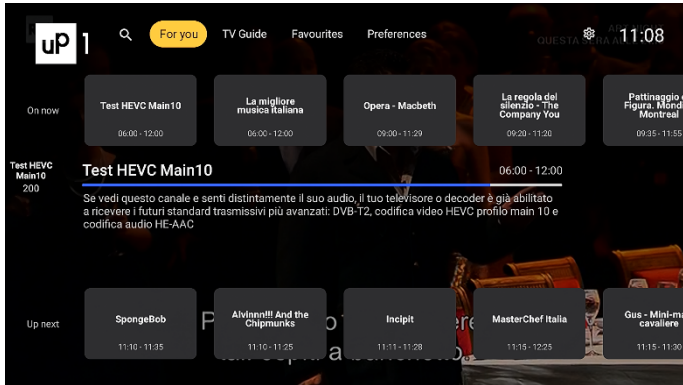 uP 1
For you
TV Guide
Favourites
Preferences
11:08
On now
Test HEVC Main10
06:00 - 12:00
La migliore
musica italiana
06:00 - 12:00
Opera - Macbeth
09:00 - 11:29
La regola del
silenzio - The
Company You
09:20 - 11:20
Pattinaggio
Figura. Mondi
Montreal
09:35 - 11:55
Test HEVC
Main10
200
Test HEVC Main10
06:00 - 12:00
Se vedi questo canale e senti distintamente il suo audio, il tuo televisore o decoder è già abilitato
a ricevere i futuri standard trasmissivi più avanzati: DVB-T2, codifica video HEVC profilo main 10 e
codifica audio HE-AAC
Up next
SpongeBob
11:10 - 11:35
Alvinnn!!! And the
Chipmunks
11:10 - 11:25
Incipit
11:11 - 11:28
MasterChef Italia
11:15 - 12:25
Gus - Mini-ma
cavaliere
11:15 - 11:30